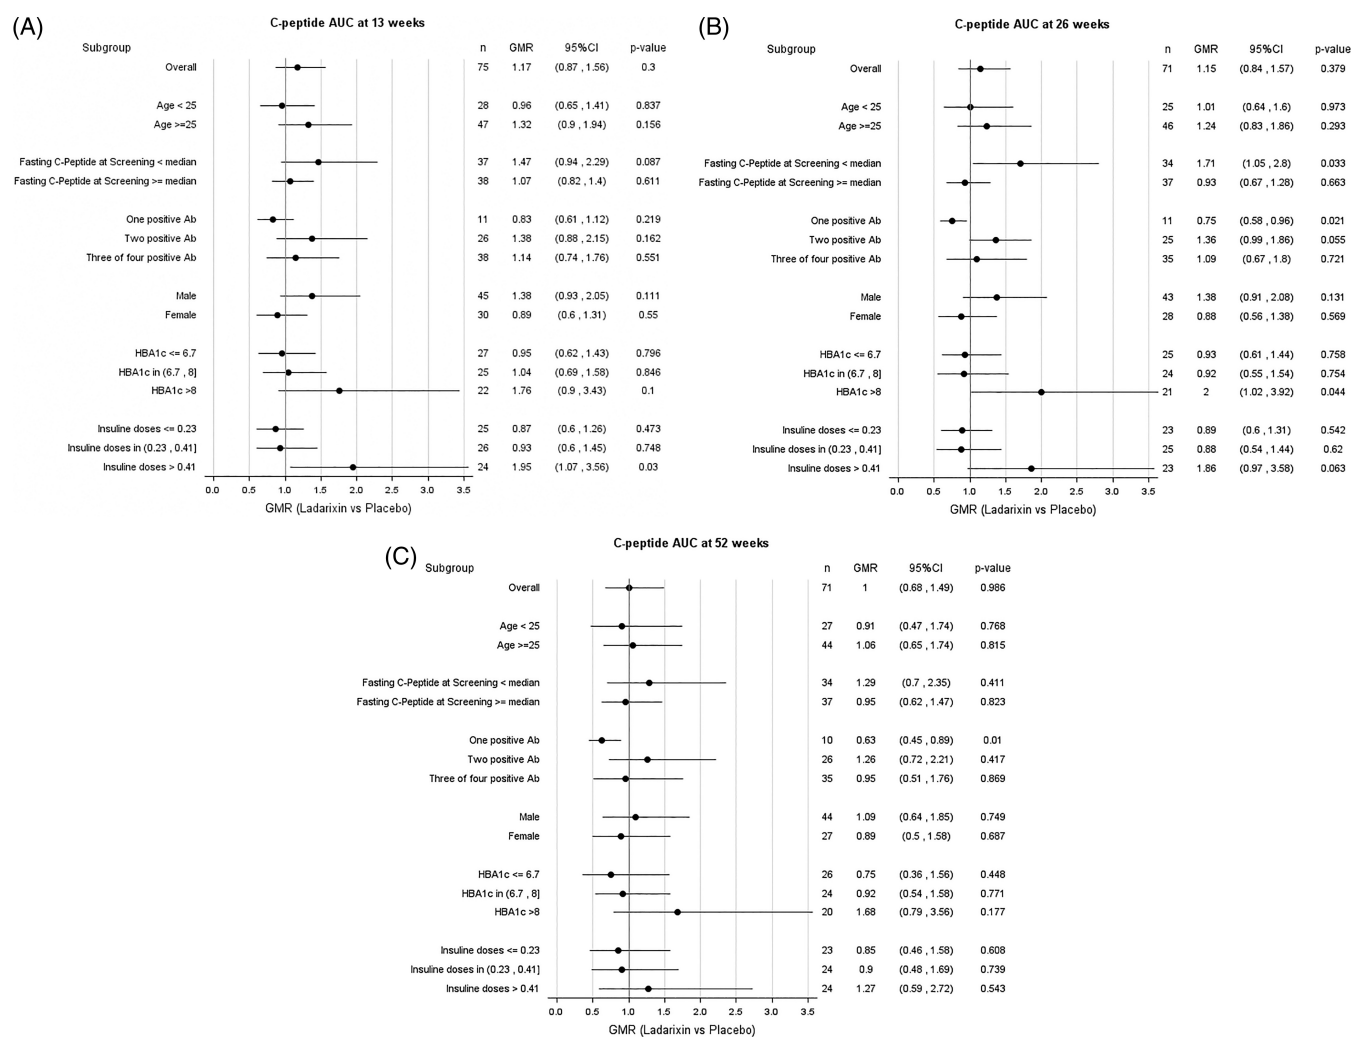 (A)
C-peptide AUC at 13 weeks
Subgroup n GMR 95%CI p-value
Overall 75 1.17 (0.87 , 1.56) 0.3
Age < 25 28 0.96 (0.65 , 1.41) 0.837
Age >=25 47 1.32 (0.9 , 1.94) 0.156
Fasting C-Peptide at Screening < median 37 1.47 (0.94 , 2.29) 0.087
Fasting C-Peptide at Screening >= median 38 1.07 (0.82 , 1.4) 0.611
One positive Ab 11 0.83 (0.61 , 1.12) 0.219
Two positive Ab 26 1.38 (0.88 , 2.15) 0.162
Three of four positive Ab 38 1.14 (0.74 , 1.76) 0.551
Male 45 1.38 (0.93 , 2.05) 0.111
Female 30 0.89 (0.6 , 1.31) 0.55
HBA1c <= 6.7 27 0.95 (0.62 , 1.43) 0.796
HBA1c in (6.7 , 8] 25 1.04 (0.69 , 1.58) 0.846
HBA1c >8 22 1.76 (0.9 , 3.43) 0.1
Insuline doses <= 0.23 25 0.87 (0.6 , 1.26) 0.473
Insuline doses in (0.23 , 0.41] 26 0.93 (0.6 , 1.45) 0.748
Insuline doses > 0.41 24 1.95 (1.07 , 3.56) 0.03
0.0 0.5 1.0 1.5 2.0 2.5 3.0 3.5
GMR (Ladarixin vs Placebo)
(B)
C-peptide AUC at 26 weeks
Subgroup n GMR 95%CI p-value
Overall 71 1.15 (0.84 , 1.57) 0.379
Age < 25 25 1.01 (0.64 , 1.6) 0.973
Age >=25 46 1.24 (0.83 , 1.86) 0.293
Fasting C-Peptide at Screening < median 34 1.71 (1.05 , 2.8) 0.033
Fasting C-Peptide at Screening >= median 37 0.93 (0.67 , 1.28) 0.663
One positive Ab 11 0.75 (0.58 , 0.96) 0.021
Two positive Ab 25 1.36 (0.99 , 1.86) 0.055
Three of four positive Ab 35 1.09 (0.67 , 1.8) 0.721
Male 43 1.38 (0.91 , 2.08) 0.131
Female 28 0.88 (0.56 , 1.38) 0.569
HBA1c <= 6.7 25 0.93 (0.61 , 1.44) 0.758
HBA1c in (6.7 , 8] 24 0.92 (0.55 , 1.54) 0.754
HBA1c >8 21 2 (1.02 , 3.92) 0.044
Insuline doses <= 0.23 23 0.89 (0.6 , 1.31) 0.542
Insuline doses in (0.23 , 0.41] 25 0.88 (0.54 , 1.44) 0.62
Insuline doses > 0.41 23 1.86 (0.97 , 3.58) 0.063
0.0 0.5 1.0 1.5 2.0 2.5 3.0 3.5
GMR (Ladarixin vs Placebo)
(C)
C-peptide AUC at 52 weeks
Subgroup n GMR 95%CI p-value
Overall 71 1 (0.68 , 1.49) 0.986
Age < 25 27 0.91 (0.47 , 1.74) 0.768
Age >=25 44 1.06 (0.65 , 1.74) 0.815
Fasting C-Peptide at Screening < median 34 1.29 (0.7 , 2.35) 0.411
Fasting C-Peptide at Screening >= median 37 0.95 (0.62 , 1.47) 0.823
One positive Ab 10 0.63 (0.45 , 0.89) 0.01
Two positive Ab 26 1.26 (0.72 , 2.21) 0.417
Three of four positive Ab 35 0.95 (0.51 , 1.76) 0.869
Male 44 1.09 (0.64 , 1.85) 0.749
Female 27 0.89 (0.5 , 1.58) 0.687
HBA1c <= 6.7 26 0.75 (0.36 , 1.56) 0.448
HBA1c in (6.7 , 8] 24 0.92 (0.54 , 1.58) 0.771
HBA1c >8 20 1.68 (0.79 , 3.56) 0.177
Insuline doses <= 0.23 23 0.85 (0.46 , 1.58) 0.608
Insuline doses in (0.23 , 0.41] 24 0.9 (0.48 , 1.69) 0.739
Insuline doses > 0.41 24 1.27 (0.59 , 2.72) 0.543
0.0 0.5 1.0 1.5 2.0 2.5 3.0 3.5
GMR (Ladarixin vs Placebo)